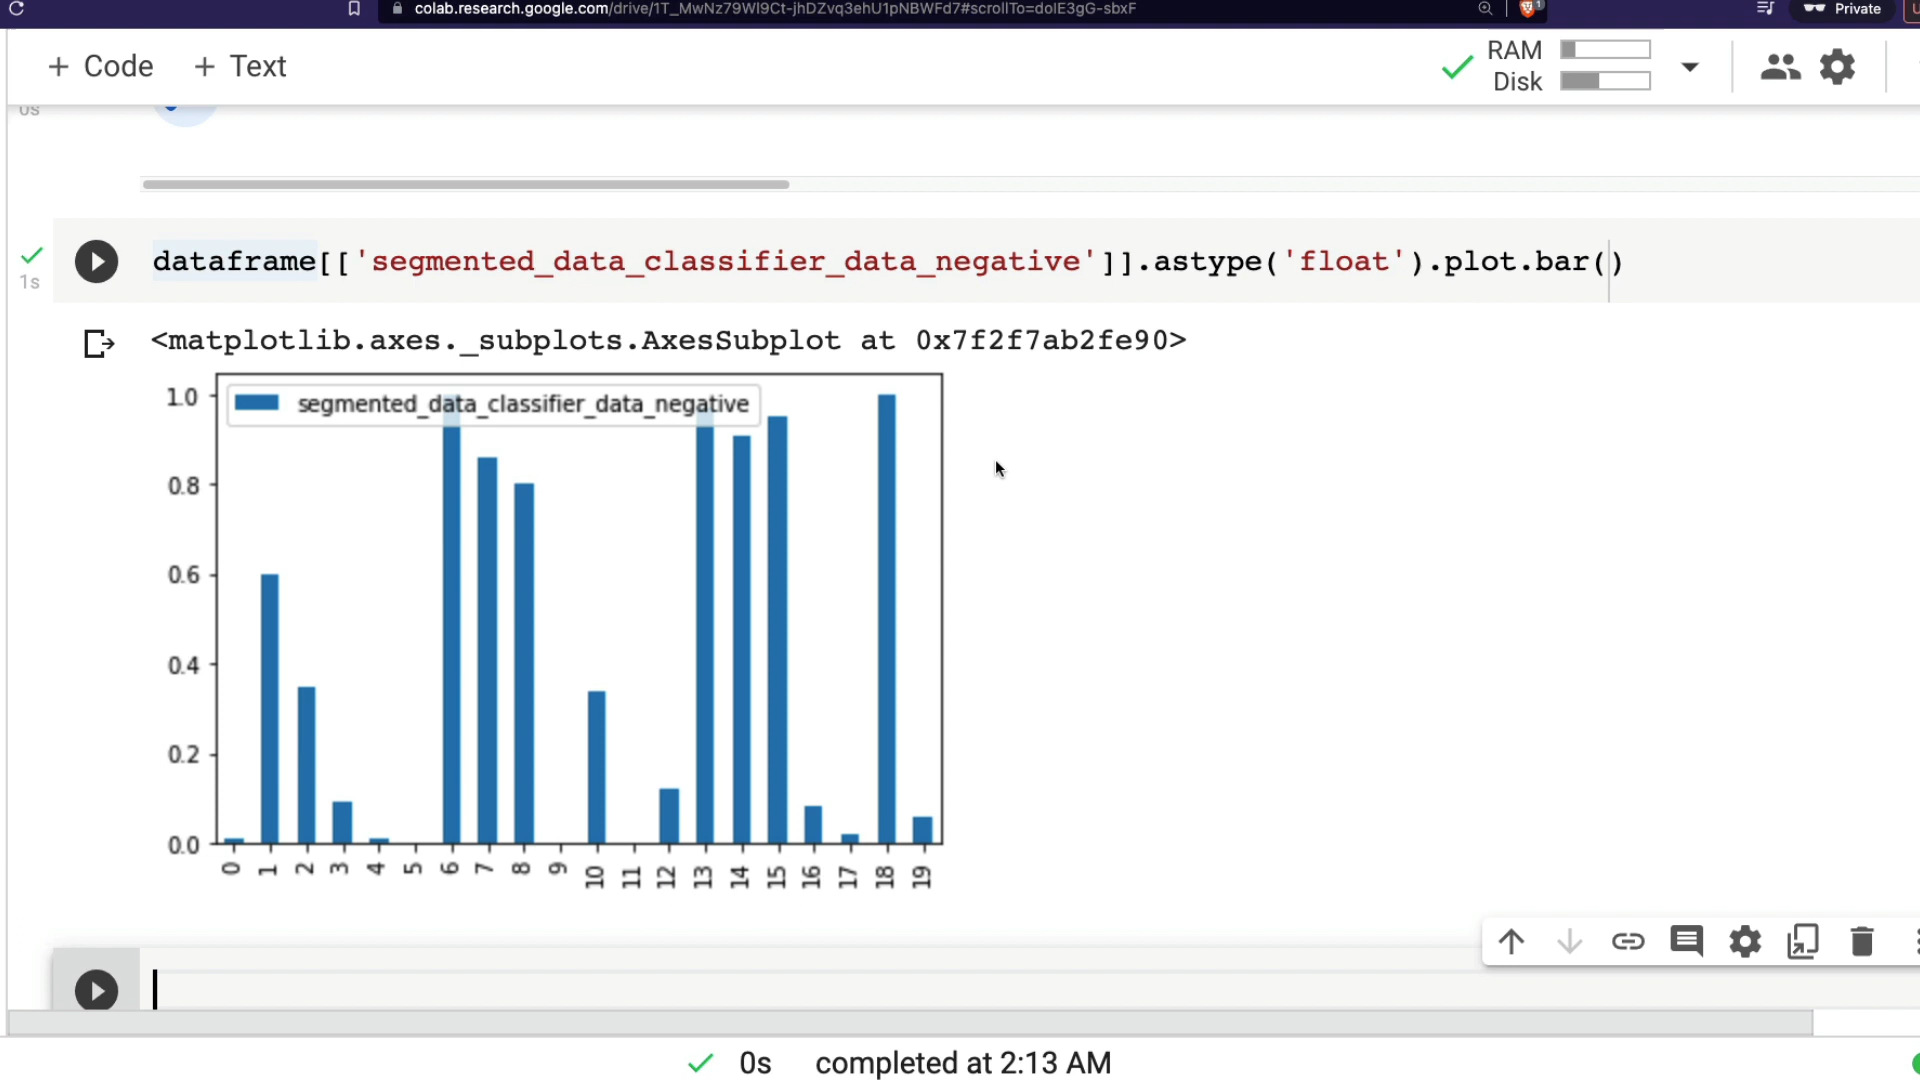 colab.research.google.com/drive/1T_MwNz79WI9Ct-jhDZvq3ehU1pNBWFd7#scrollTo=dolE3gG-sbxF
1
Private
+ Code + Text
RAM
Disk
0s
dataframe[['segmented_data_classifier_data_negative']].astype('float').plot.bar()
1s
<matplotlib.axes._subplots.AxesSubplot at 0x7f2f7ab2fe90>
segmented_data_classifier_data_negative
1.0
0.8
0.6
0.4
0.2
0.0
0 1 2 3 4 5 6 7 8 9 10 11 12 13 14 15 16 17 18 19
0s completed at 2:13 AM